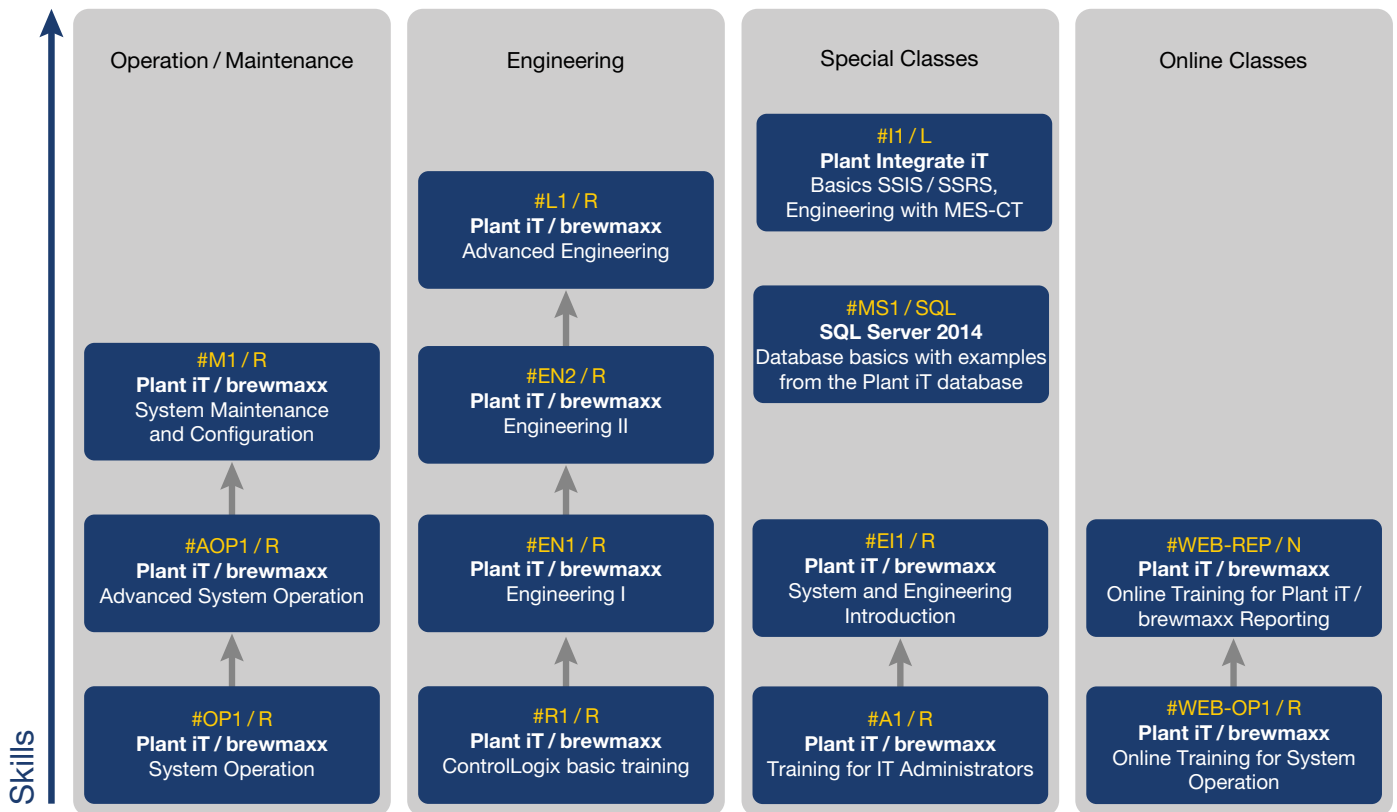 Skills
Operation / Maintenance
#M1 / R
Plant iT / brewmaxx
System Maintenance
and Configuration
#AOP1 / R
Plant iT / brewmaxx
Advanced System Operation
#OP1 / R
Plant iT / brewmaxx
System Operation
Engineering
#L1 / R
Plant iT / brewmaxx
Advanced Engineering
#EN2 / R
Plant iT / brewmaxx
Engineering II
#EN1 / R
Plant iT / brewmaxx
Engineering I
#R1 / R
Plant iT / brewmaxx
ControlLogix basic training
Special Classes
#I1 / L
Plant Integrate iT
Basics SSIS / SSRS,
Engineering with MES-CT
#MS1 / SQL
SQL Server 2014
Database basics with examples
from the Plant iT database
#EI1 / R
Plant iT / brewmaxx
System and Engineering
Introduction
#A1 / R
Plant iT / brewmaxx
Training for IT Administrators
Online Classes
#WEB-REP / N
Plant iT / brewmaxx
Online Training for Plant iT /
brewmaxx Reporting
#WEB-OP1 / R
Plant iT / brewmaxx
Online Training for System
Operation